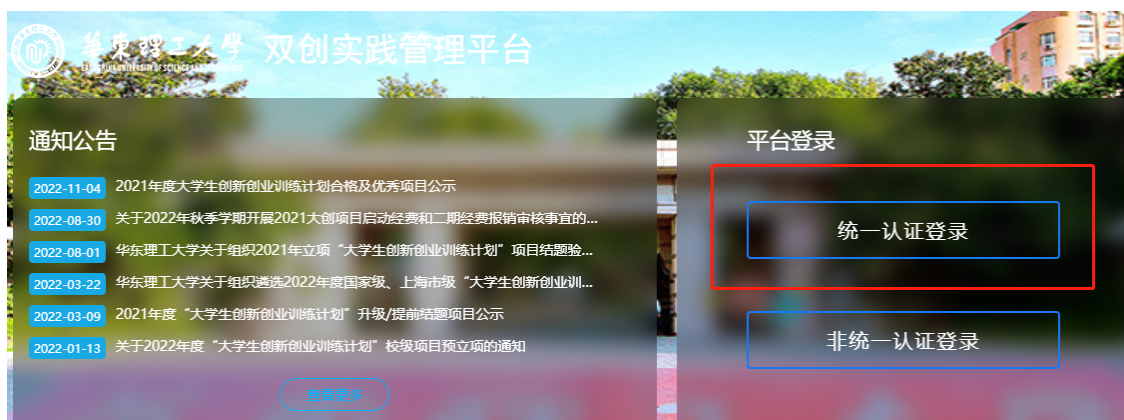 華東理工大學 双创实践管理平台
EAST CHINA UNIVERSITY OF SCIENCE AND TECHNOLOGY
通知公告
2022-11-04 2021年度大学生创新创业训练计划合格及优秀项目公示
2022-08-30 关于2022年秋季学期开展2021大创项目启动经费和二期经费报销审核事宜的...
2022-08-01 华东理工大学关于组织2021年立项“大学生创新创业训练计划”项目结题验...
2022-03-22 华东理工大学关于组织遴选2022年度国家级、上海市级“大学生创新创业训...
2022-03-09 2021年度“大学生创新创业训练计划”升级/提前结题项目公示
2022-01-13 关于2022年度“大学生创新创业训练计划”校级项目预立项的通知
查看更多
平台登录
统一认证登录
非统一认证登录